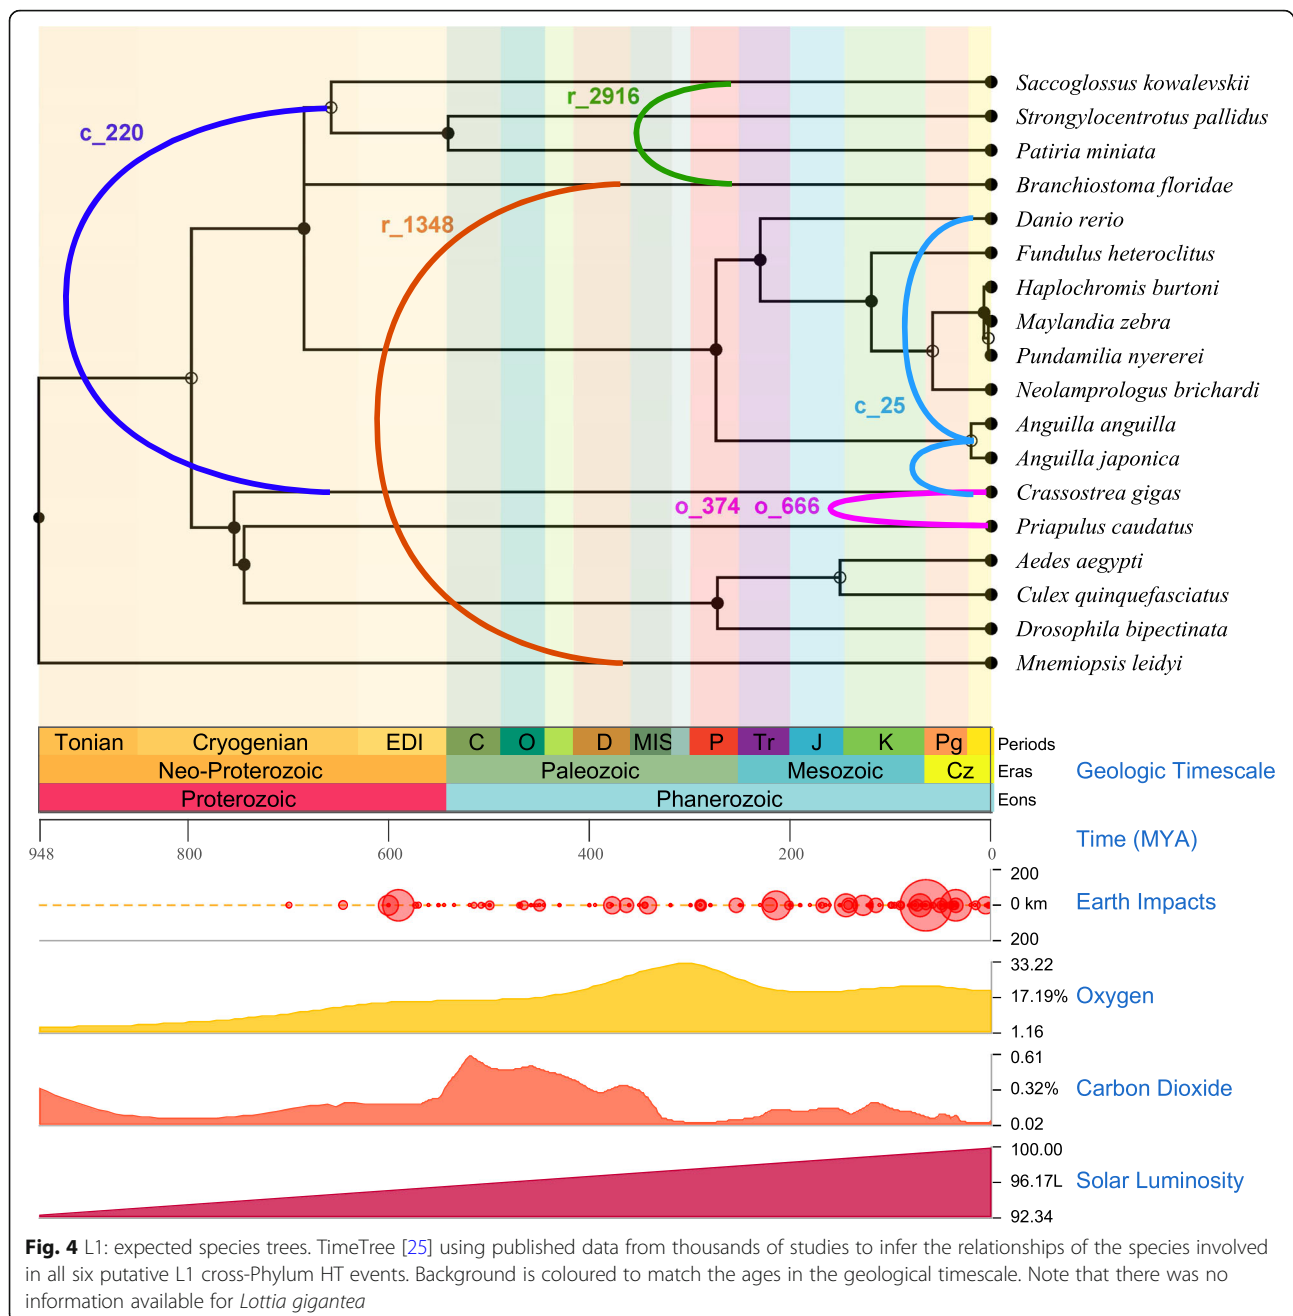 Saccoglossus kowalevskii
r_2916
Strongylocentrotus pallidus
c_220
Patiria miniata
Branchiostoma floridae
r_1348
Danio rerio
Fundulus heteroclitus
Haplochromis burtoni
Maylandia zebra
Pundamilia nyererei
Neolamprologus brichardi
c_25
Anguilla anguilla
Anguilla japonica
Crassostrea gigas
o_374 o_666
Priapulus caudatus
Aedes aegypti
Culex quinquefasciatus
Drosophila bipectinata
Mnemiopsis leidyi
Tonian Cryogenian EDI C O D MIS P Tr J K Pg Periods
Neo-Proterozoic Paleozoic Mesozoic Cz Eras Geologic Timescale
Proterozoic Phanerozoic Eons
Time (MYA)
948 800 600 400 200 0
200
0 km Earth Impacts
200
33.22
17.19% Oxygen
1.16
0.61
0.32% Carbon Dioxide
0.02
100.00
96.17L Solar Luminosity
92.34
Fig. 4 L1: expected species trees. TimeTree [25] using published data from thousands of studies to infer the relationships of the species involved
in all six putative L1 cross-Phylum HT events. Background is coloured to match the ages in the geological timescale. Note that there was no
information available for Lottia gigantea